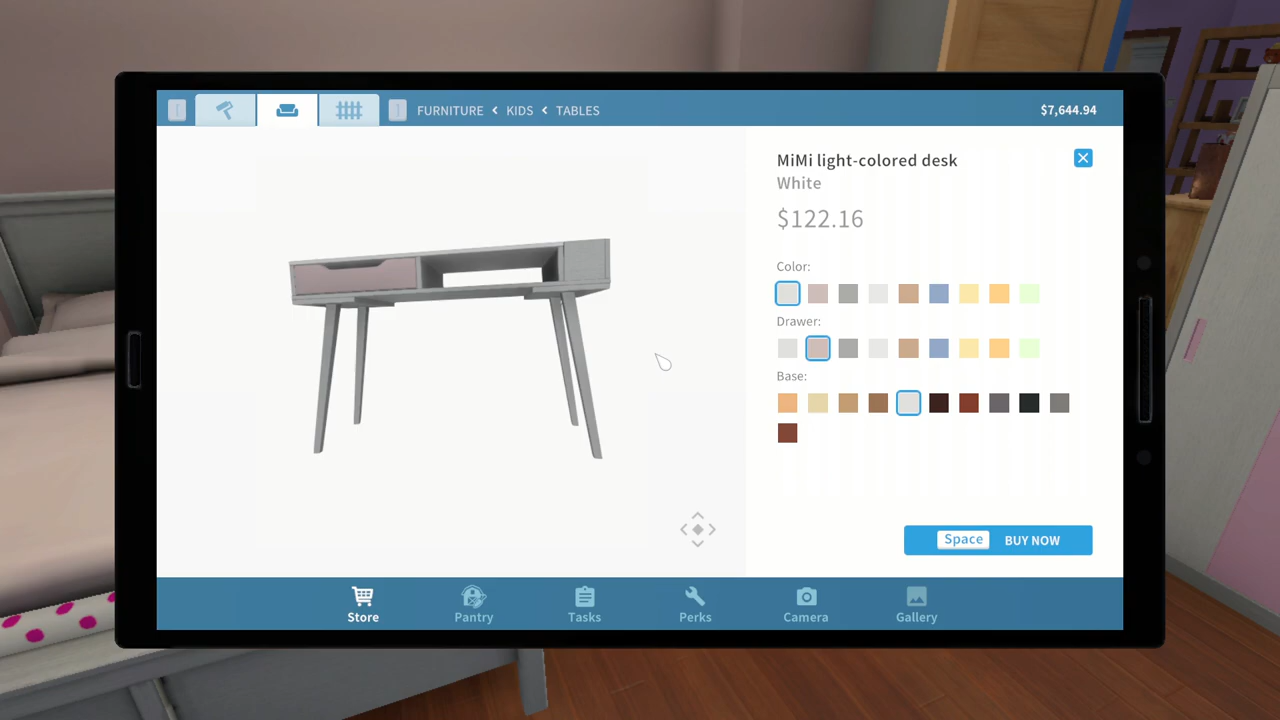 FURNITURE < KIDS < TABLES
$7,644.94
MiMi light-colored desk
White
$122.16
Color:
Drawer:
Base:
Space BUY NOW
Store
Pantry
Tasks
Perks
Camera
Gallery